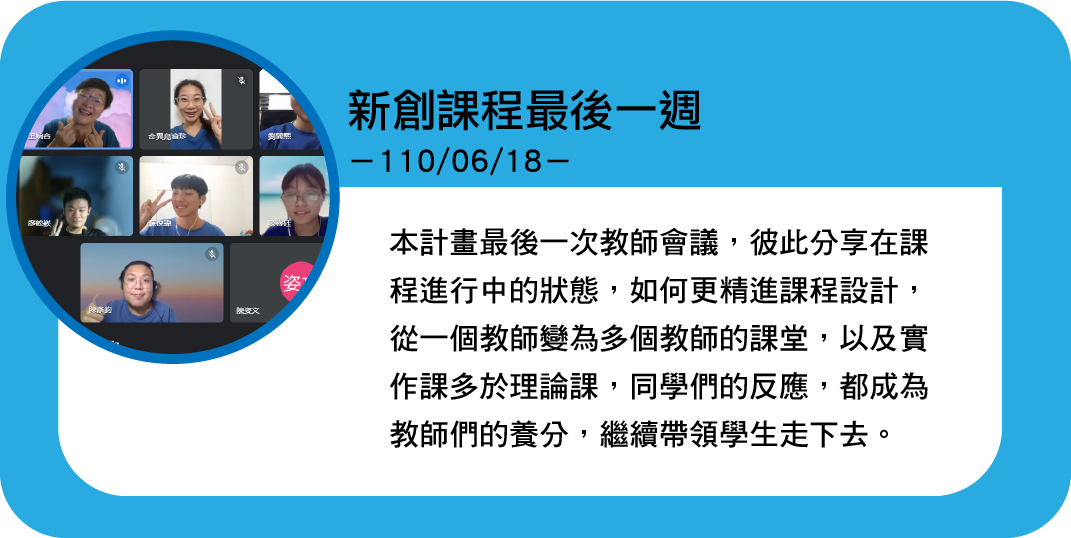 新創課程最後一週
－110/06/18－
本計畫最後一次教師會議，彼此分享在課
程進行中的狀態，如何更精進課程設計，
從一個教師變為多個教師的課堂，以及實
作課多於理論課，同學們的反應，都成為
教師們的養分，繼續帶領學生走下去。
姿
陳姿文